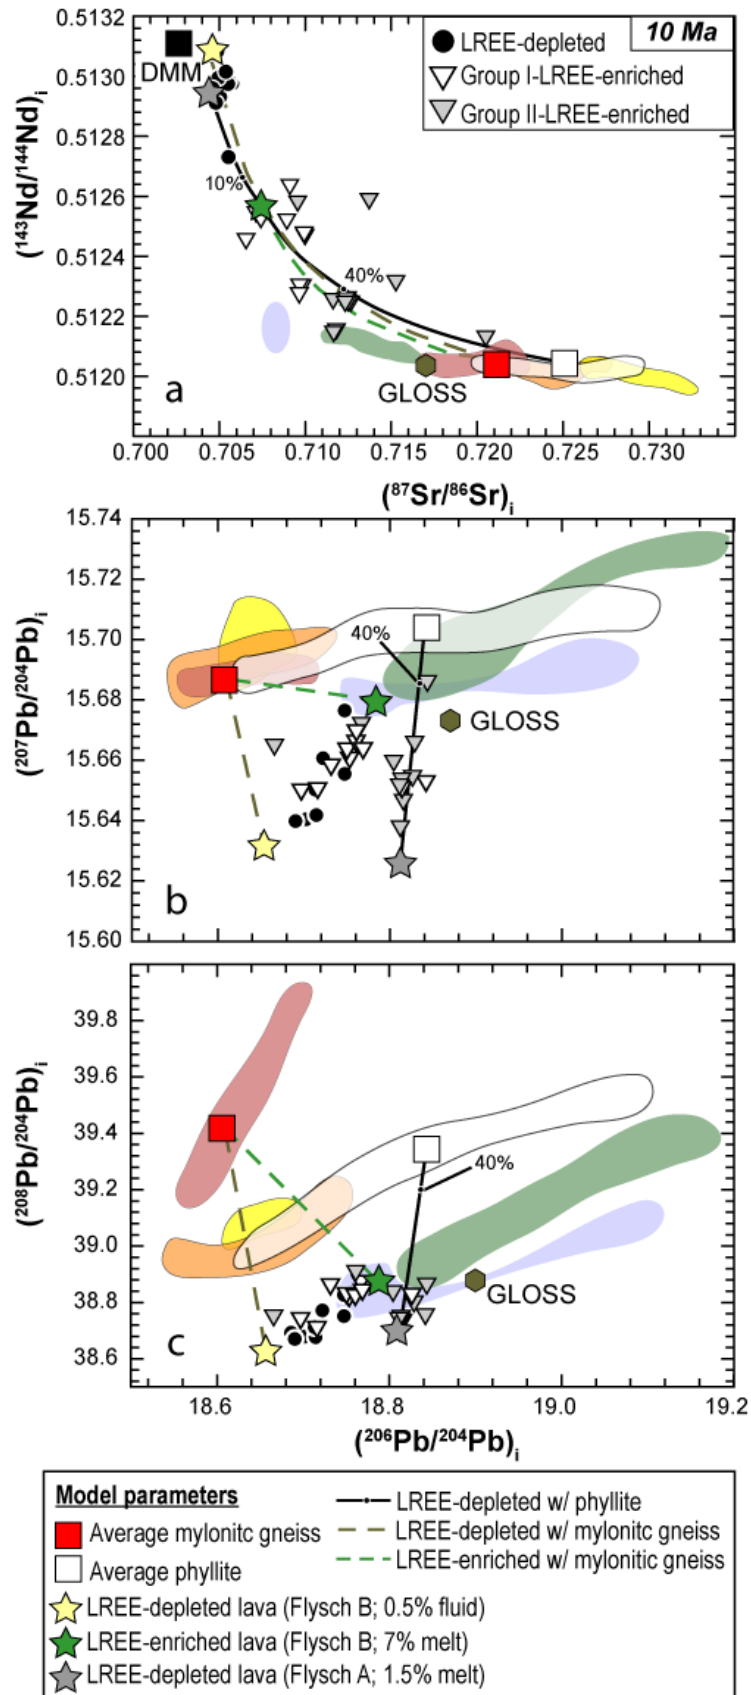 10 Ma
LREE-depleted
Group I-LREE-enriched
Group II-LREE-enriched
DMM
10%
40%
GLOSS
a
(143Nd/144Nd)i
0.5132
0.5130
0.5128
0.5126
0.5124
0.5122
0.5120
0.700 0.705 0.710 0.715 0.720 0.725 0.730
(87Sr/86Sr)i
15.74
15.72
15.70
15.68
15.66
15.64
15.62
15.60
(207Pb/204Pb)i
40%
GLOSS
b
39.8
39.6
39.4
39.2
39.0
38.8
38.6
(208Pb/204Pb)i
40%
GLOSS
c
18.6 18.8 19.0 19.2
(206Pb/204Pb)i
Model parameters
Average mylonitc gneiss
Average phyllite
LREE-depleted w/ phyllite
LREE-depleted w/ mylonitc gneiss
LREE-enriched w/ mylonitic gneiss
LREE-depleted lava (Flysch B; 0.5% fluid)
LREE-enriched lava (Flysch B; 7% melt)
LREE-depleted lava (Flysch A; 1.5% melt)